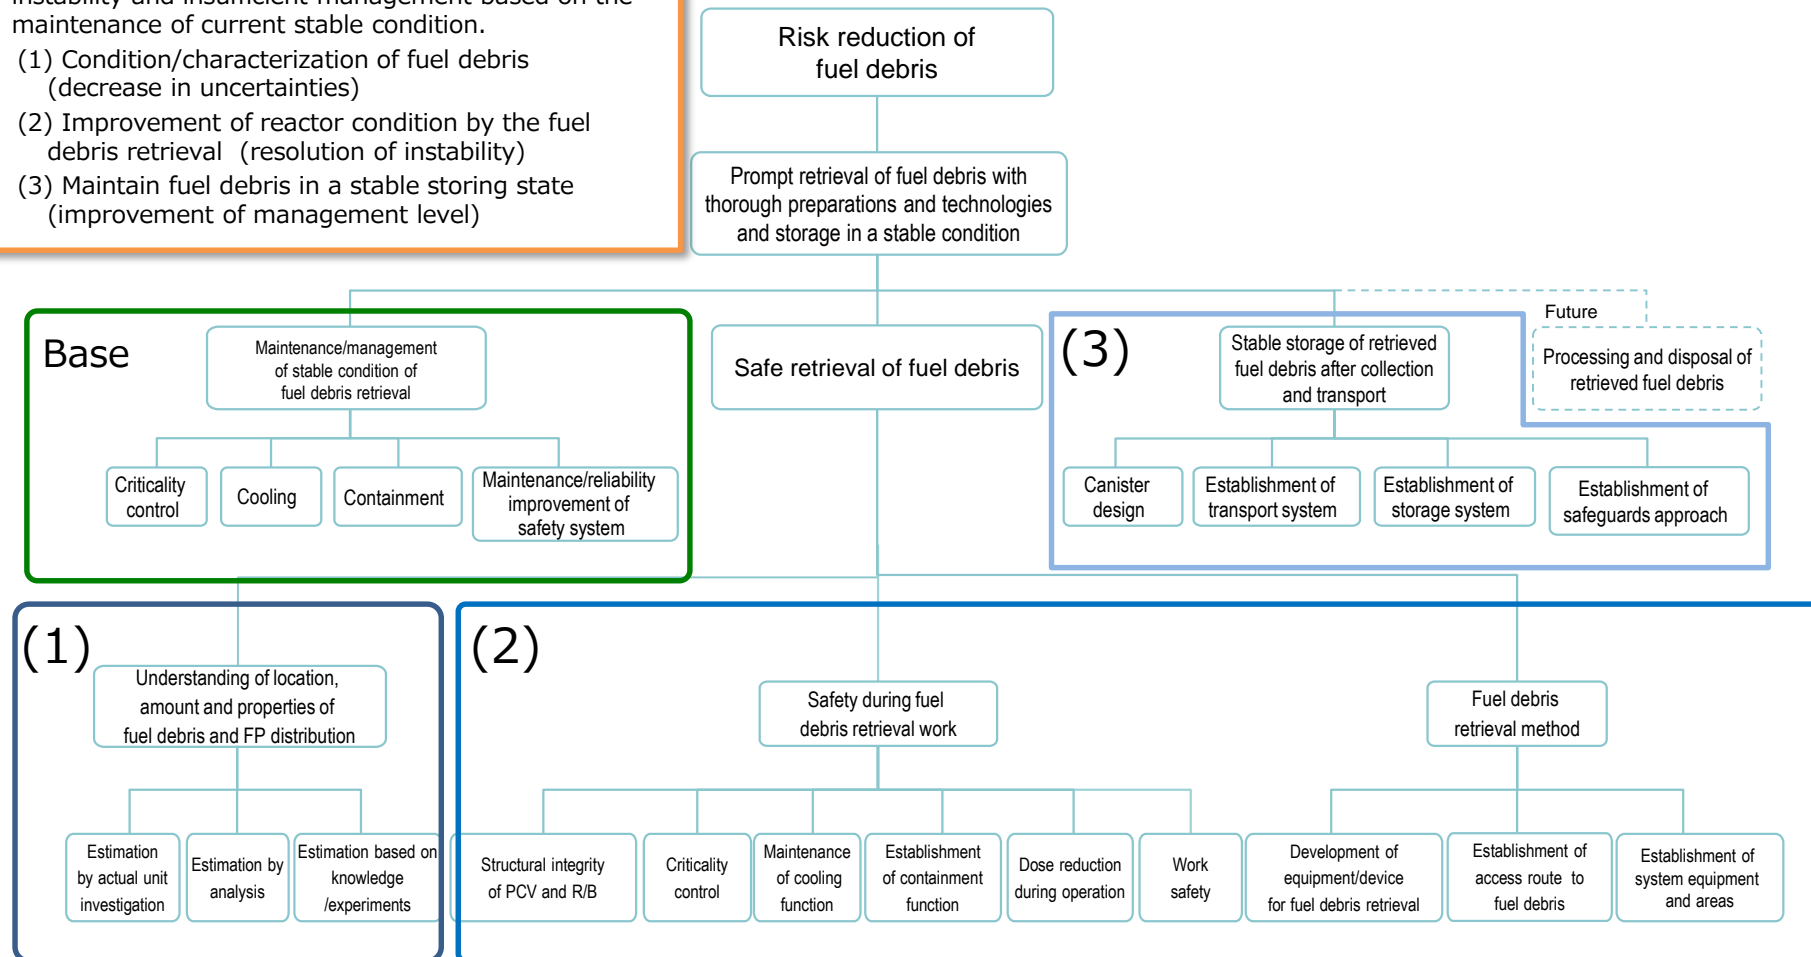 instability and insufficient management based on the
maintenance of current stable condition.
(1) Condition/characterization of fuel debris
(decrease in uncertainties)
(2) Improvement of reactor condition by the fuel
debris retrieval (resolution of instability)
(3) Maintain fuel debris in a stable storing state
(improvement of management level)
Risk reduction of
fuel debris
Prompt retrieval of fuel debris with
thorough preparations and technologies
and storage in a stable condition
Base
Maintenance/management
of stable condition of
fuel debris retrieval
Criticality
control
Cooling
Containment
Maintenance/reliability
improvement of
safety system
Safe retrieval of fuel debris
(3)
Stable storage of retrieved
fuel debris after collection
and transport
Future
Processing and disposal of
retrieved fuel debris
Canister
design
Establishment of
transport system
Establishment of
storage system
Establishment of
safeguards approach
(1)
Understanding of location,
amount and properties of
fuel debris and FP distribution
Estimation
by actual unit
investigation
Estimation by
analysis
Estimation based on
knowledge
/experiments
(2)
Safety during fuel
debris retrieval work
Structural integrity
of PCV and R/B
Criticality
control
Maintenance
of cooling
function
Establishment
of containment
function
Dose reduction
during operation
Work
safety
Fuel debris
retrieval method
Development of
equipment/device
for fuel debris retrieval
Establishment of
access route to
fuel debris
Establishment of
system equipment
and areas